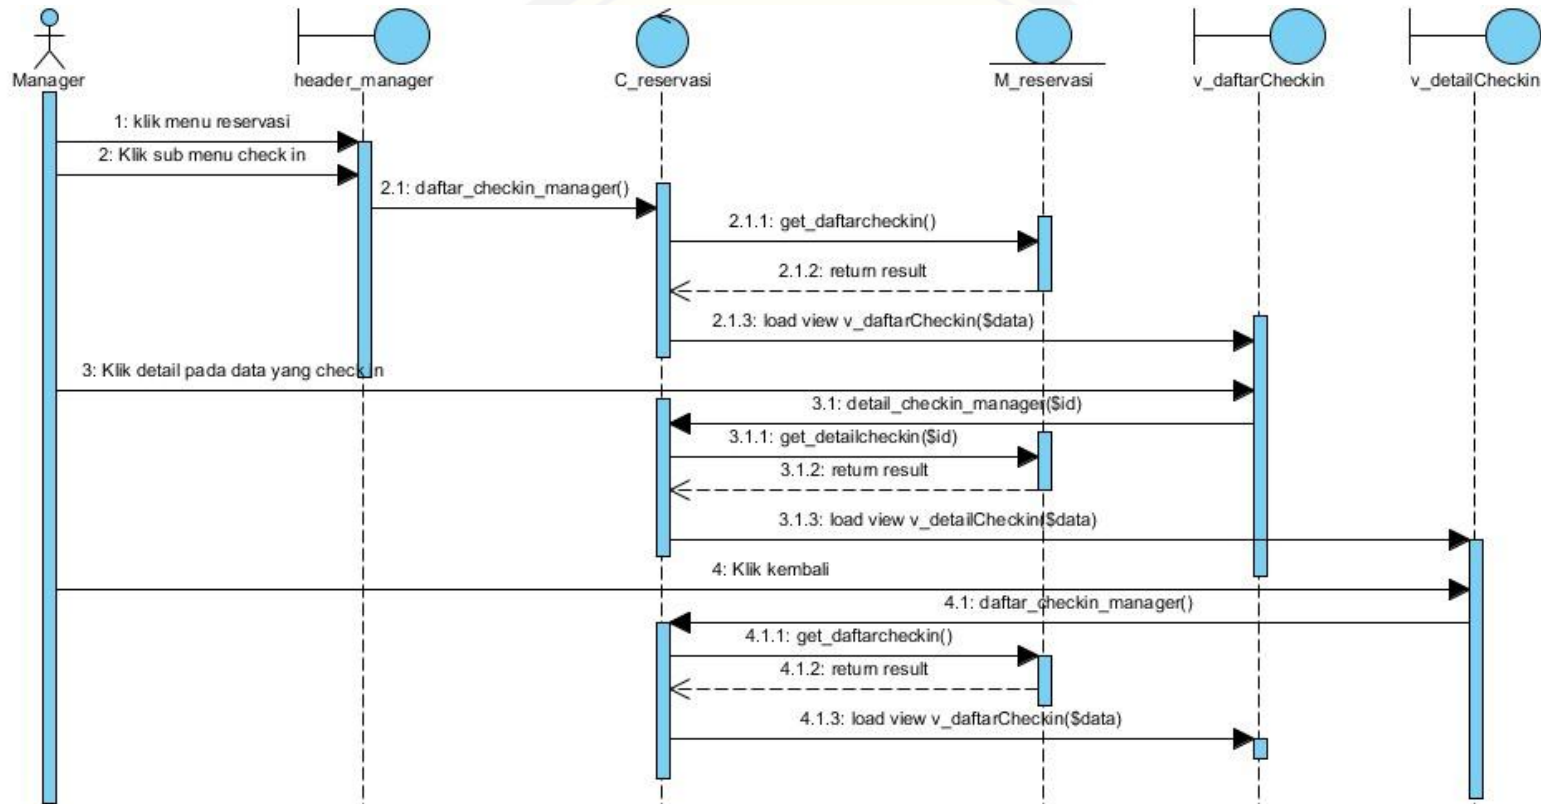 Manager
header_manager
C_reservasi
M_reservasi
v_daftarCheckin
v_detailCheckin
1: klik menu reservasi
2: Klik sub menu check in
2.1: daftar_checkin_manager()
2.1.1: get_daftarcheckin()
2.1.2: return result
2.1.3: load view v_daftarCheckin($data)
3: Klik detail pada data yang check in
3.1: detail_checkin_manager($id)
3.1.1: get_detailcheckin($id)
3.1.2: return result
3.1.3: load view v_detailCheckin($data)
4: Klik kembali
4.1: daftar_checkin_manager()
4.1.1: get_daftarcheckin()
4.1.2: return result
4.1.3: load view v_daftarCheckin($data)